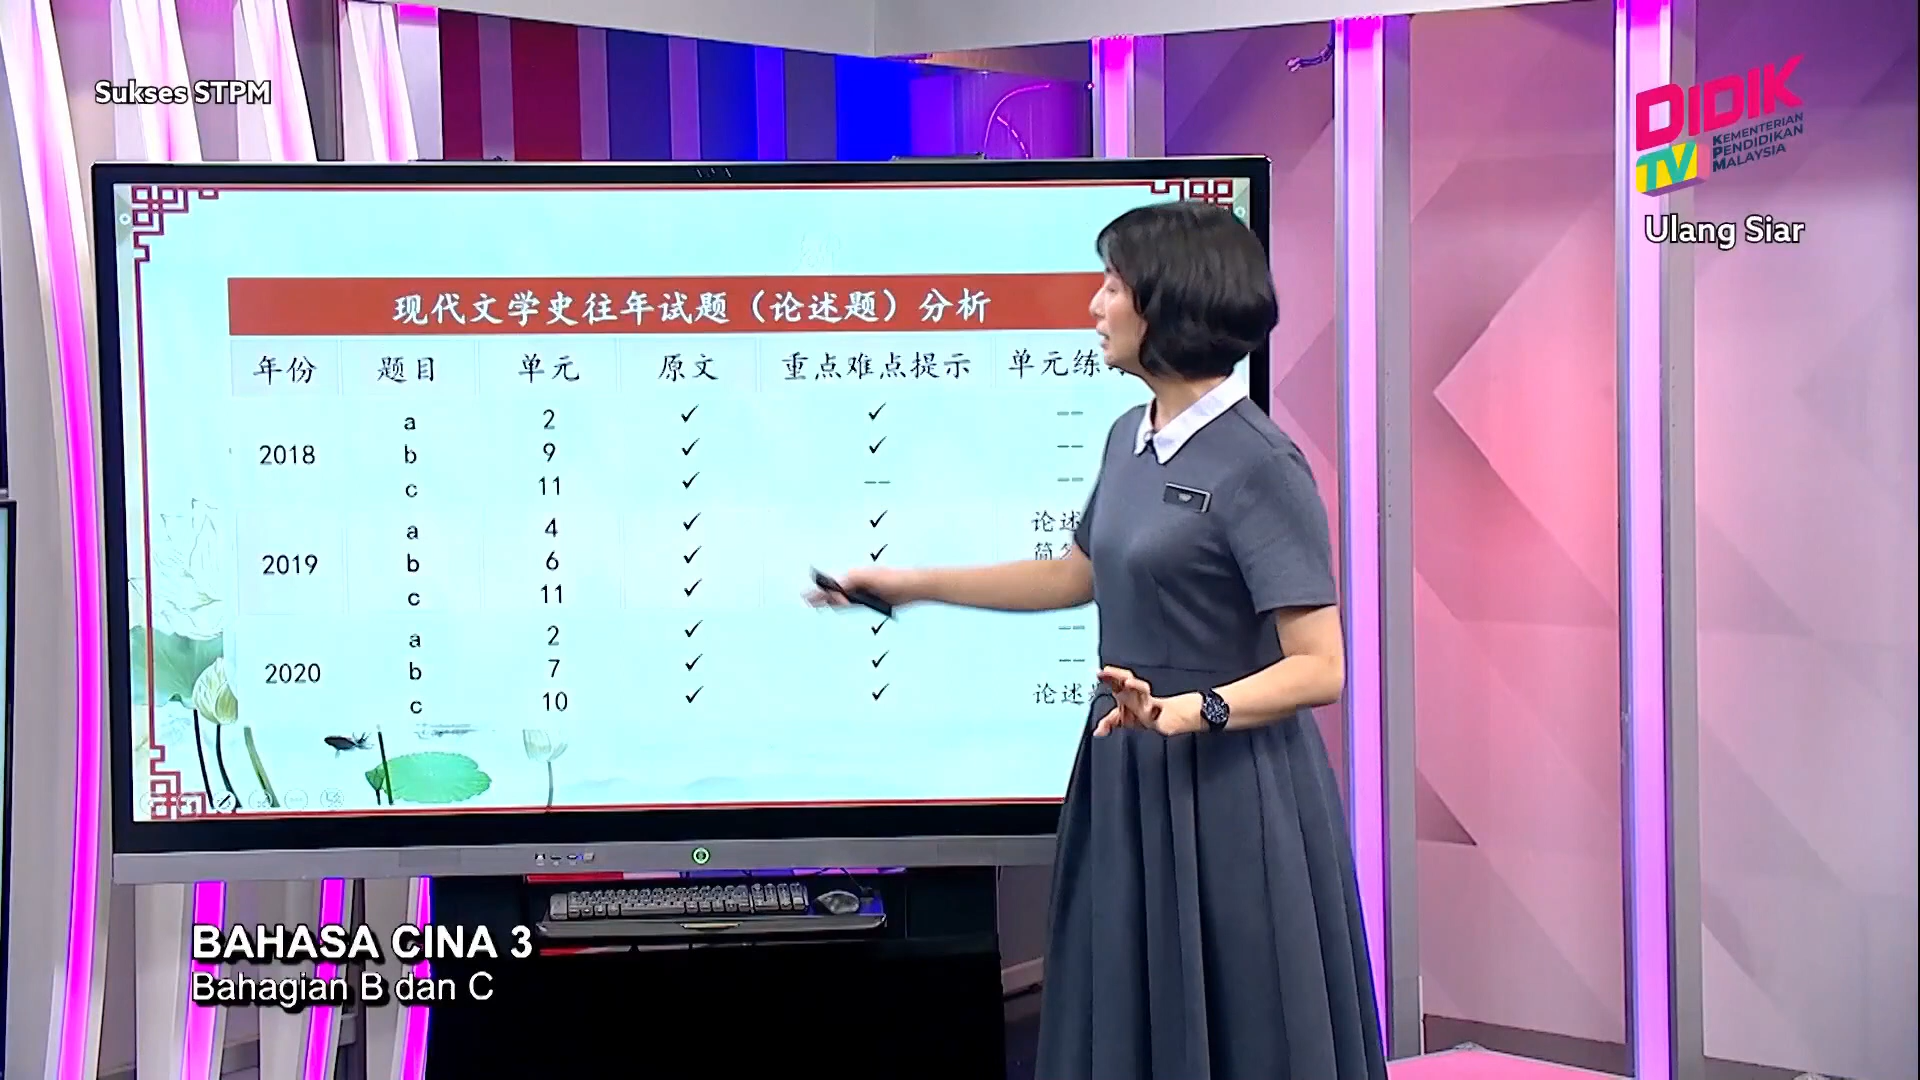 Sukses STPM
DIDIK
TV
KEMENTERIAN
PENDIDIKAN
MALAYSIA
Ulang Siar
现代文学史往年试题（论述题）分析
年份 题目 单元 原文 重点难点提示 单元练
2018
a 2 ✓ ✓ --
b 9 ✓ ✓ --
c 11 ✓ -- --
2019
a 4 ✓ ✓ 论述
b 6 ✓ ✓ 简
c 11 ✓
2020
a 2 ✓ ✓ --
b 7 ✓ ✓ --
c 10 ✓ ✓ 论述
BAHASA CINA 3
Bahagian B dan C